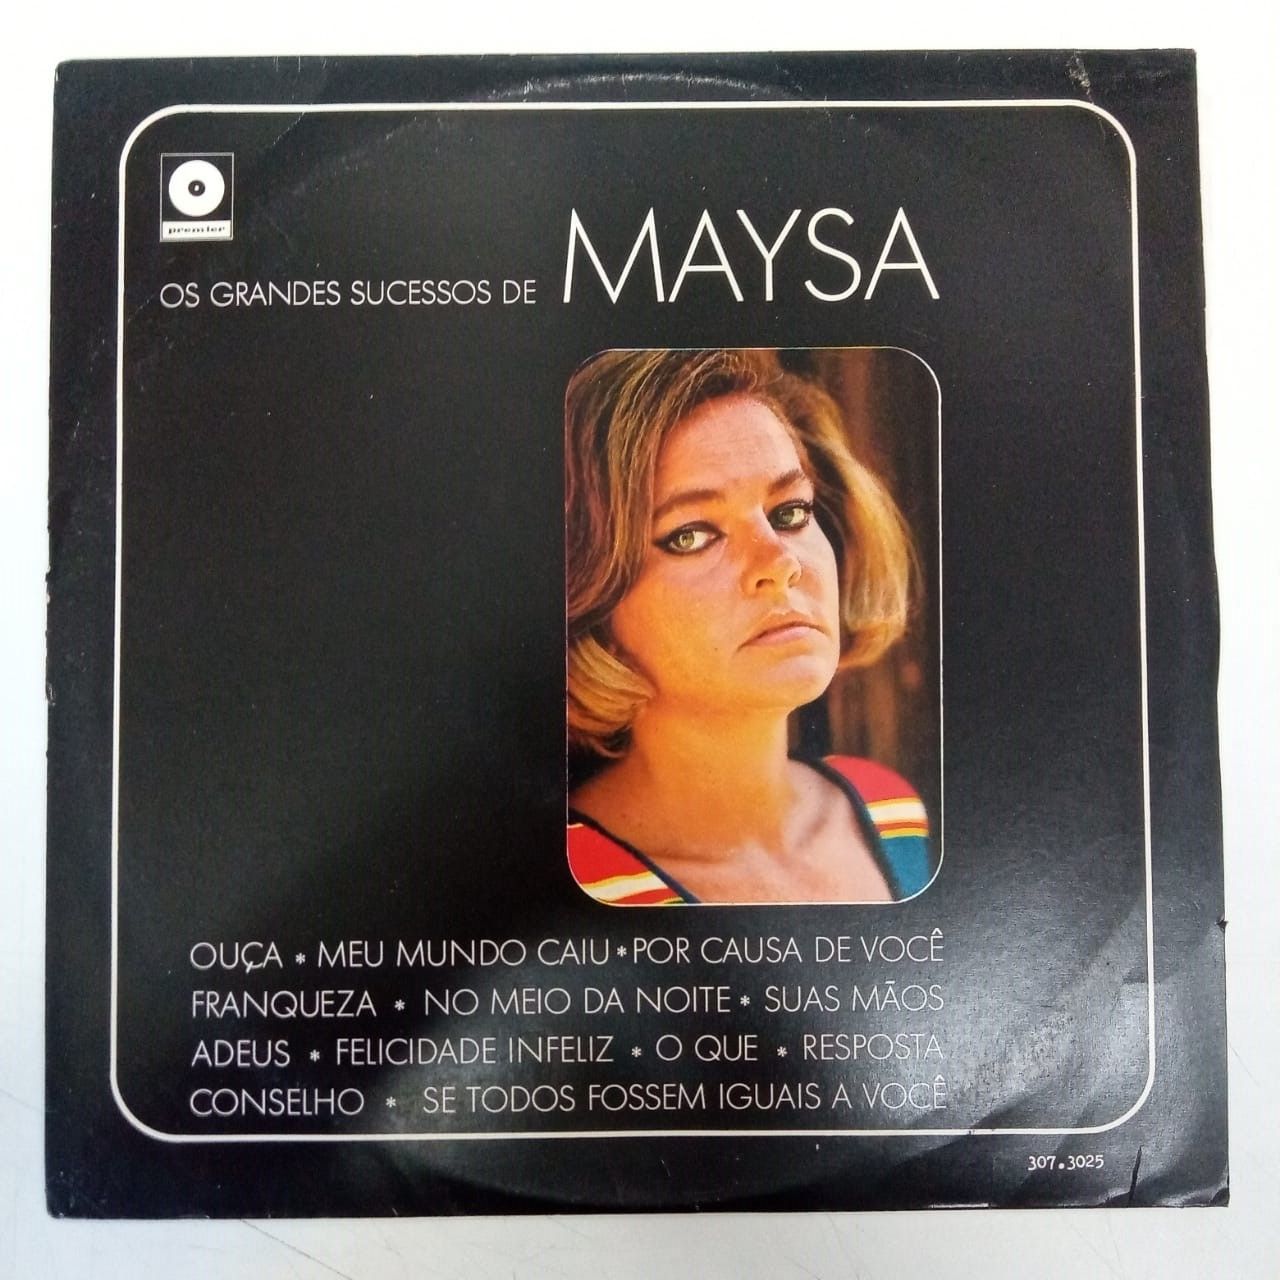 premier
OS GRANDES SUCESSOS DE MAYSA
OUÇA * MEU MUNDO CAIU * POR CAUSA DE VOCÊ
FRANQUEZA * NO MEIO DA NOITE * SUAS MÃOS
ADEUS * FELICIDADE INFELIZ * O QUE * RESPOSTA
CONSELHO * SE TODOS FOSSEM IGUAIS A VOCÊ
307.3025